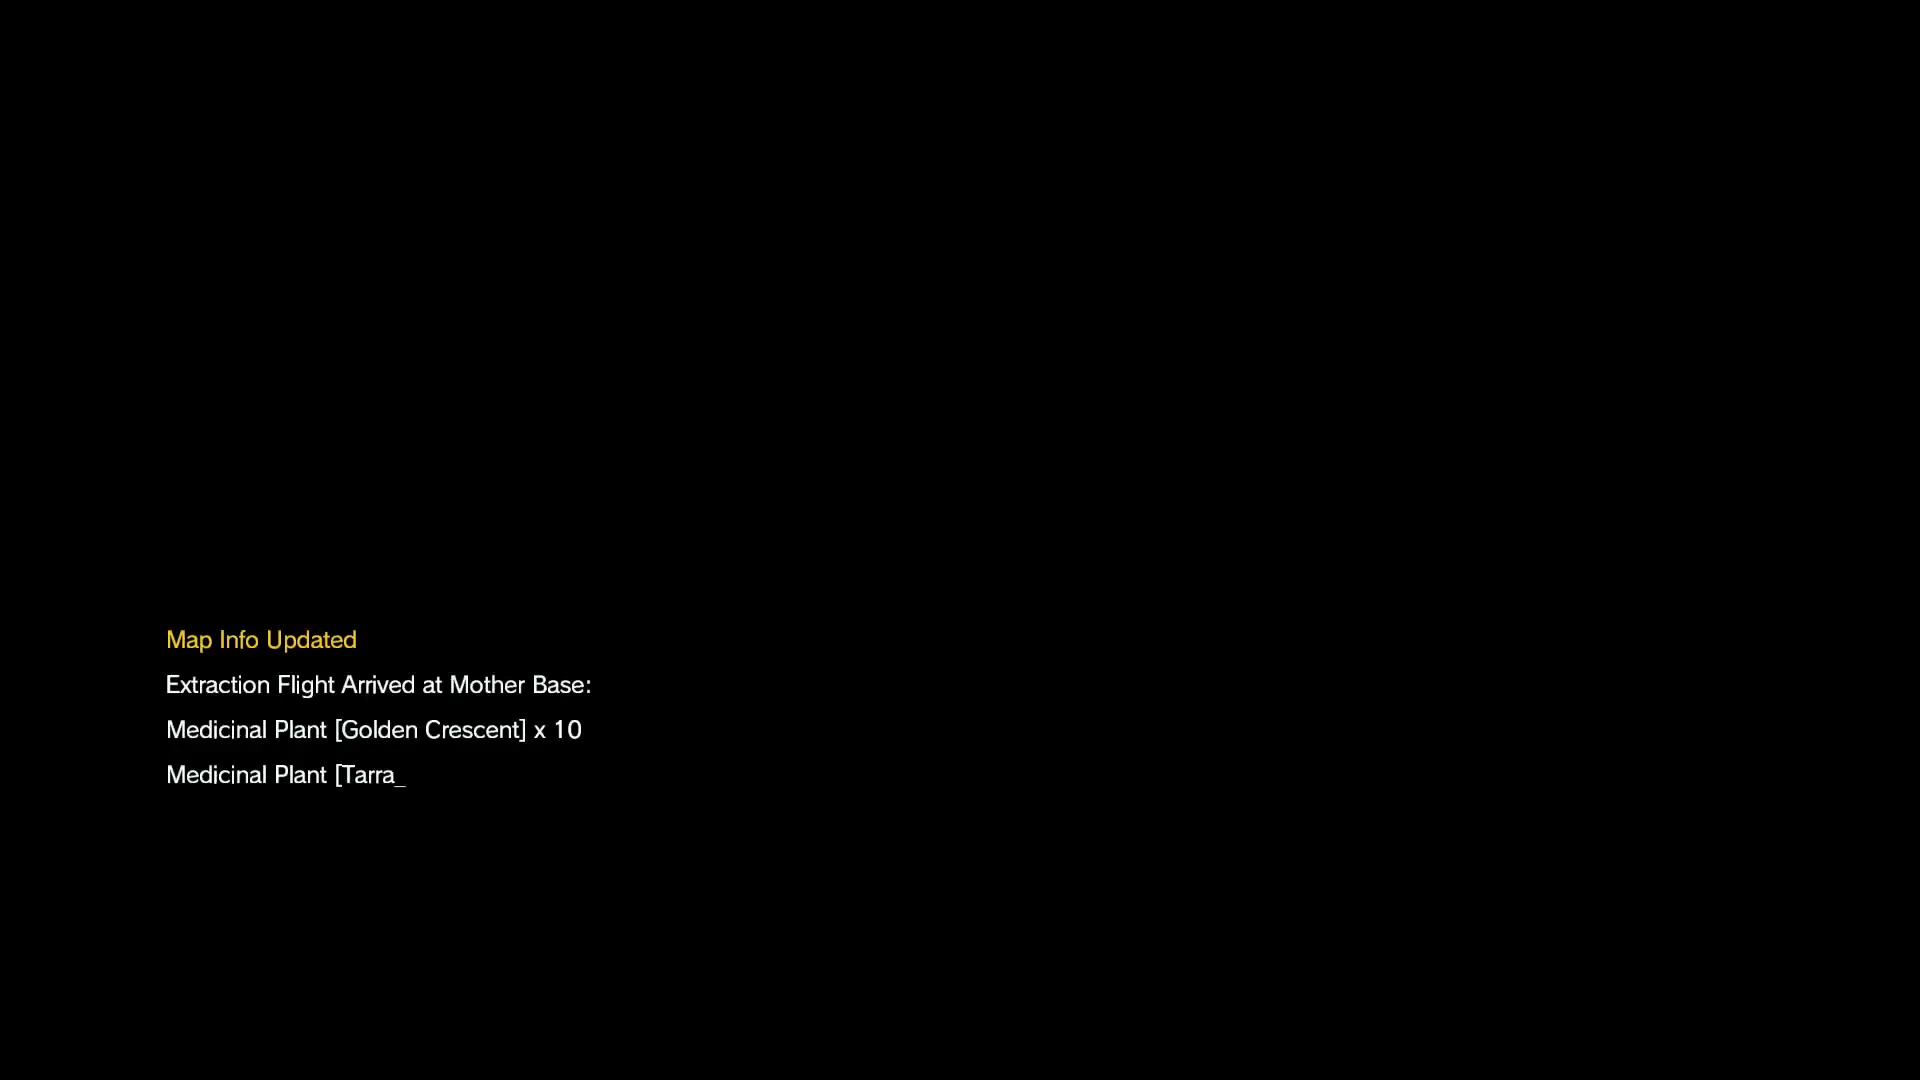 Map Info Updated
Extraction Flight Arrived at Mother Base:
Medicinal Plant [Golden Crescent] x 10
Medicinal Plant [Tarra_